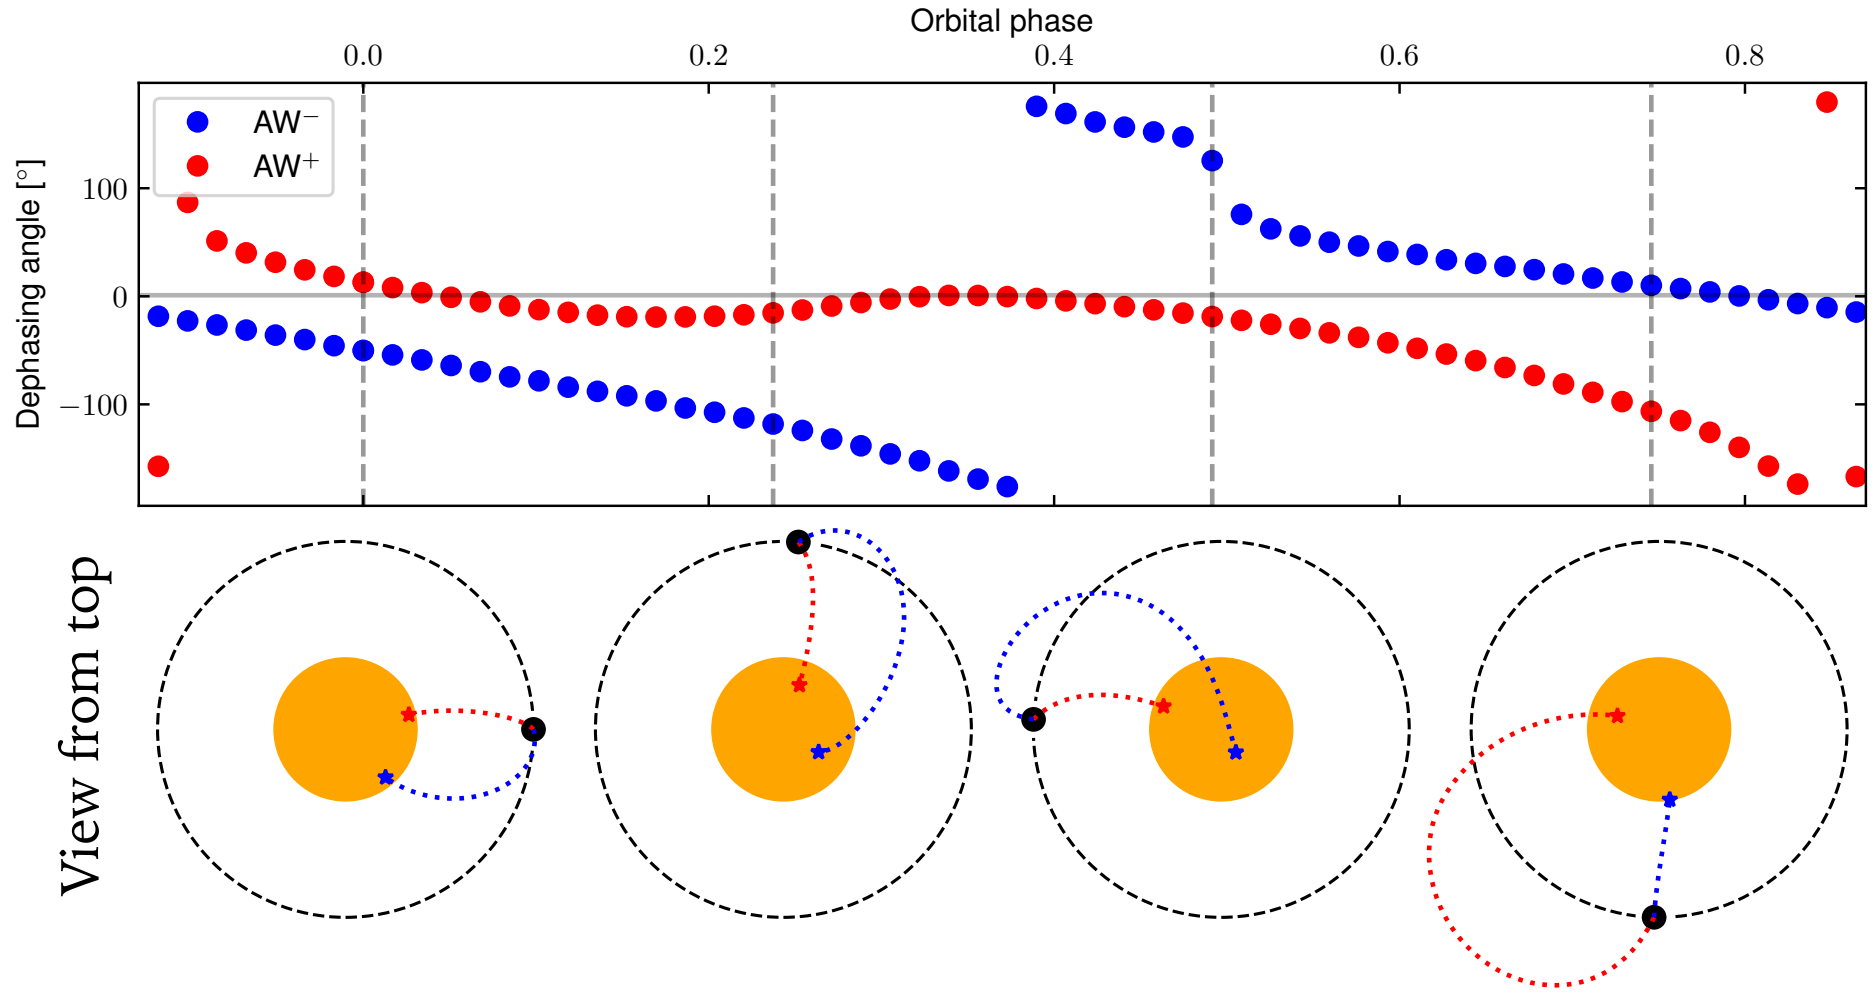 Orbital phase
0.0 0.2 0.4 0.6 0.8
AW⁻
AW⁺
Dephasing angle [°]
100
0
−100
View from top